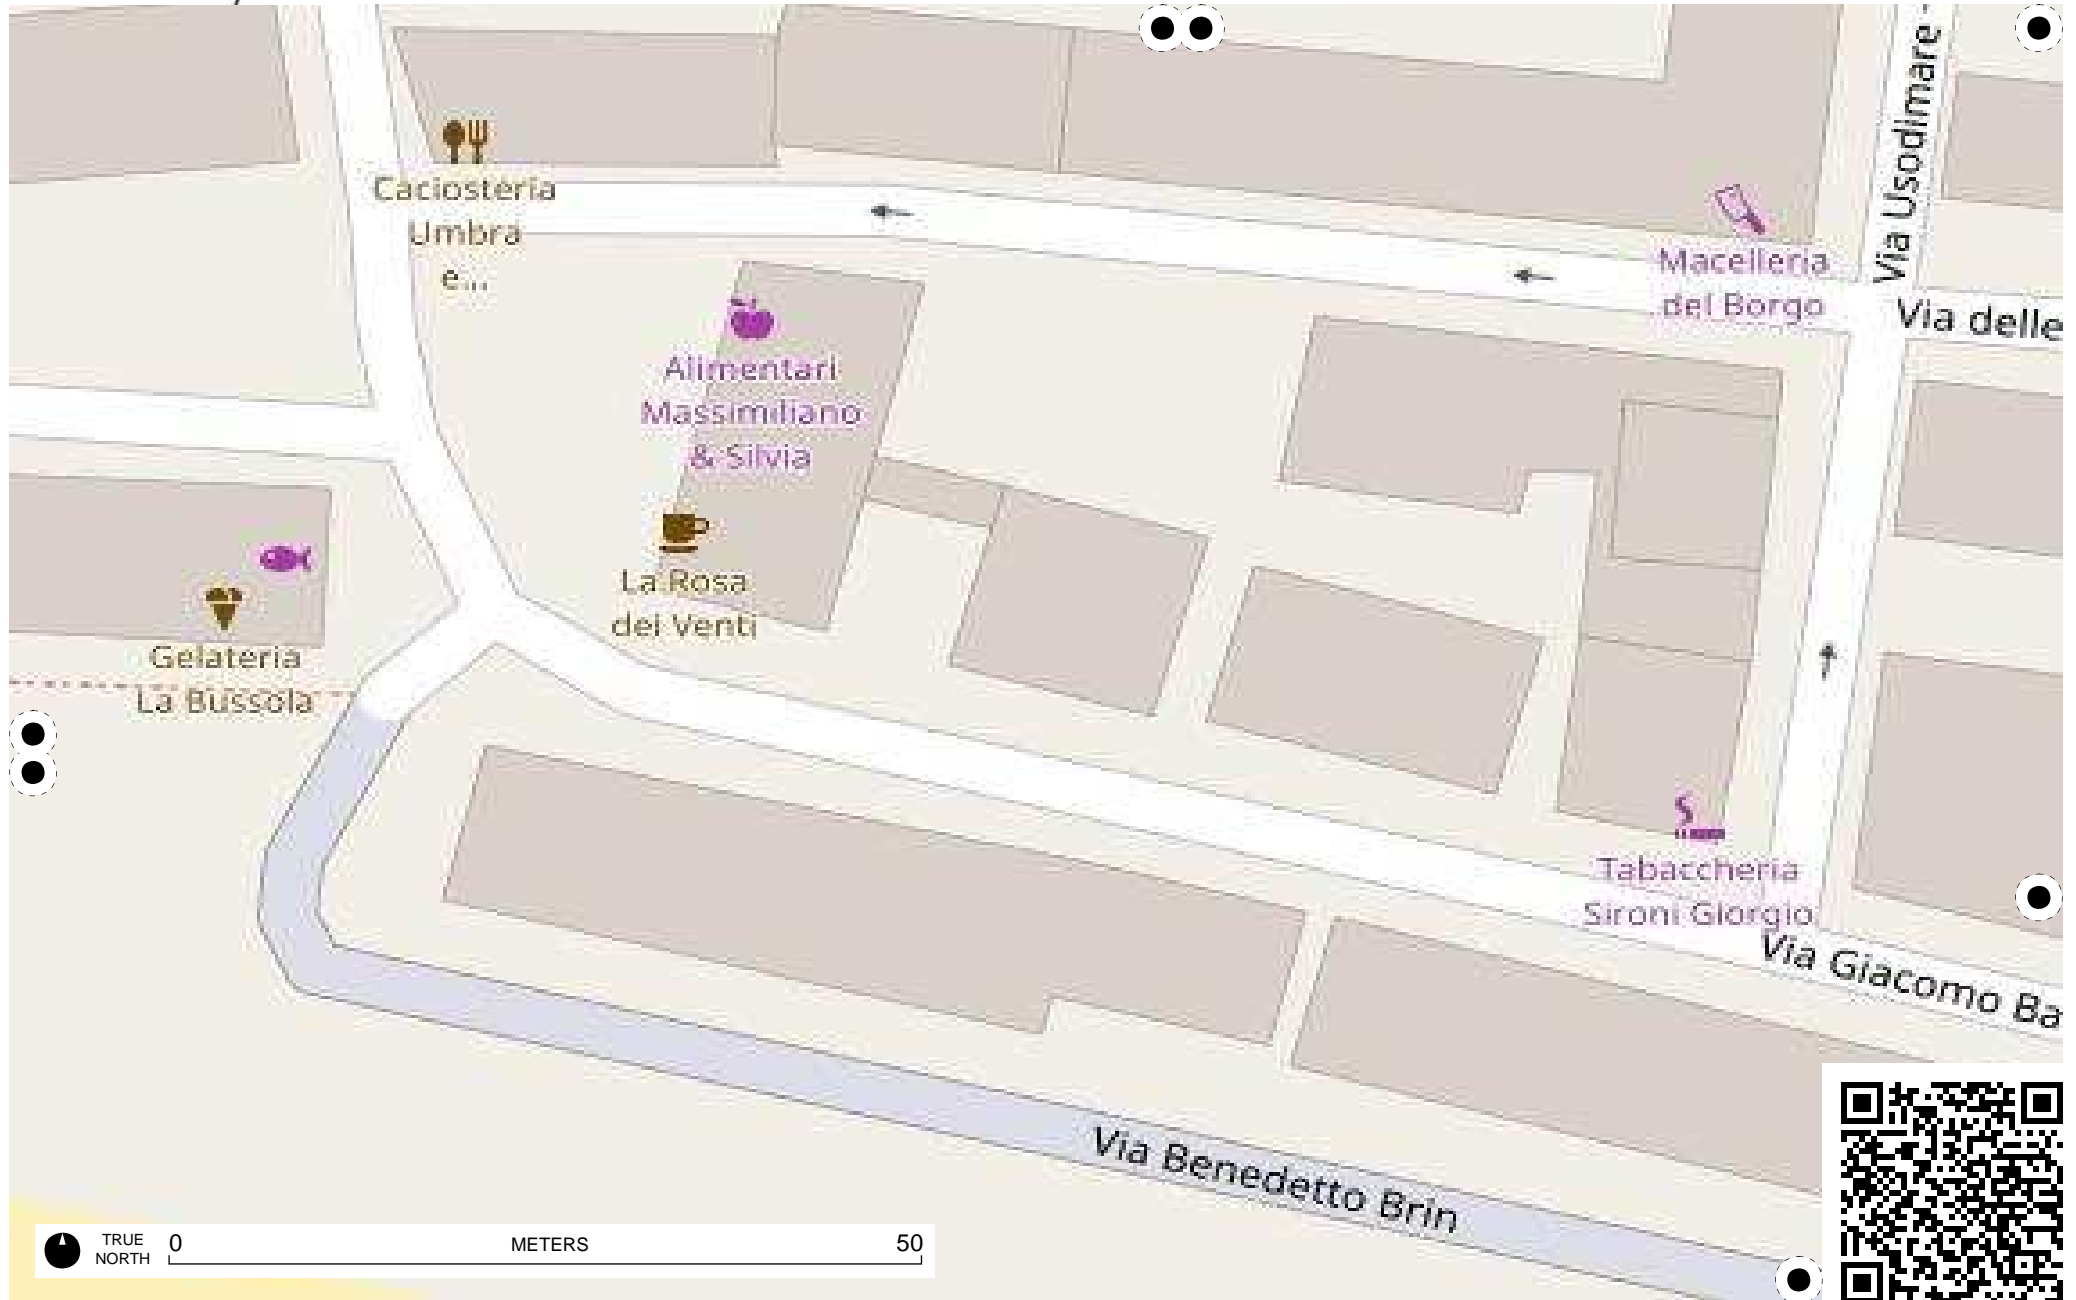 Caciosteria
Umbra
e...
Via Usodimare
Macelleria
del Borgo
Via delle
Alimentari
Massimiliano
& Silvia
La Rosa
dei Venti
Gelateria
La Bussola
Tabaccheria
Sironi Giorgio
Via Giacomo Ba
Via Benedetto Brin
TRUE
NORTH
0 METERS 50